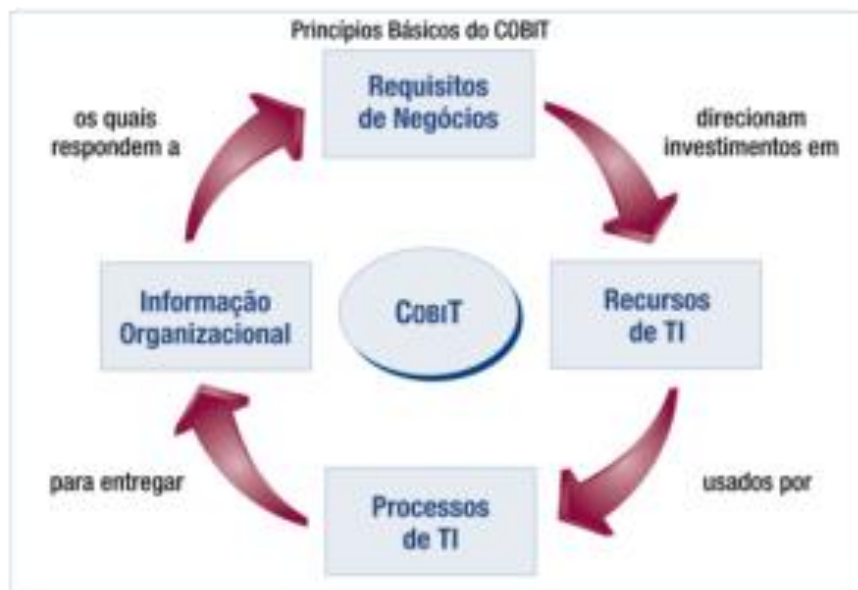 Princípios Básicos do COBIT
Requisitos
de Negócios
os quais
respondem a
direcionam
investimentos em
Informação
Organizacional
COBIT
Recursos
de TI
para entregar
usados por
Processos
de TI